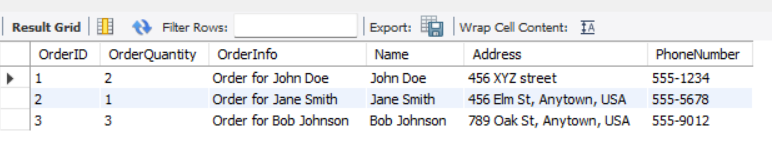 Result Grid Filter Rows: Export: Wrap Cell Content: IA
OrderID OrderQuantity OrderInfo Name Address PhoneNumber
1 2 Order for John Doe John Doe 456 XYZ street 555-1234
2 1 Order for Jane Smith Jane Smith 456 Elm St, Anytown, USA 555-5678
3 3 Order for Bob Johnson Bob Johnson 789 Oak St, Anytown, USA 555-9012